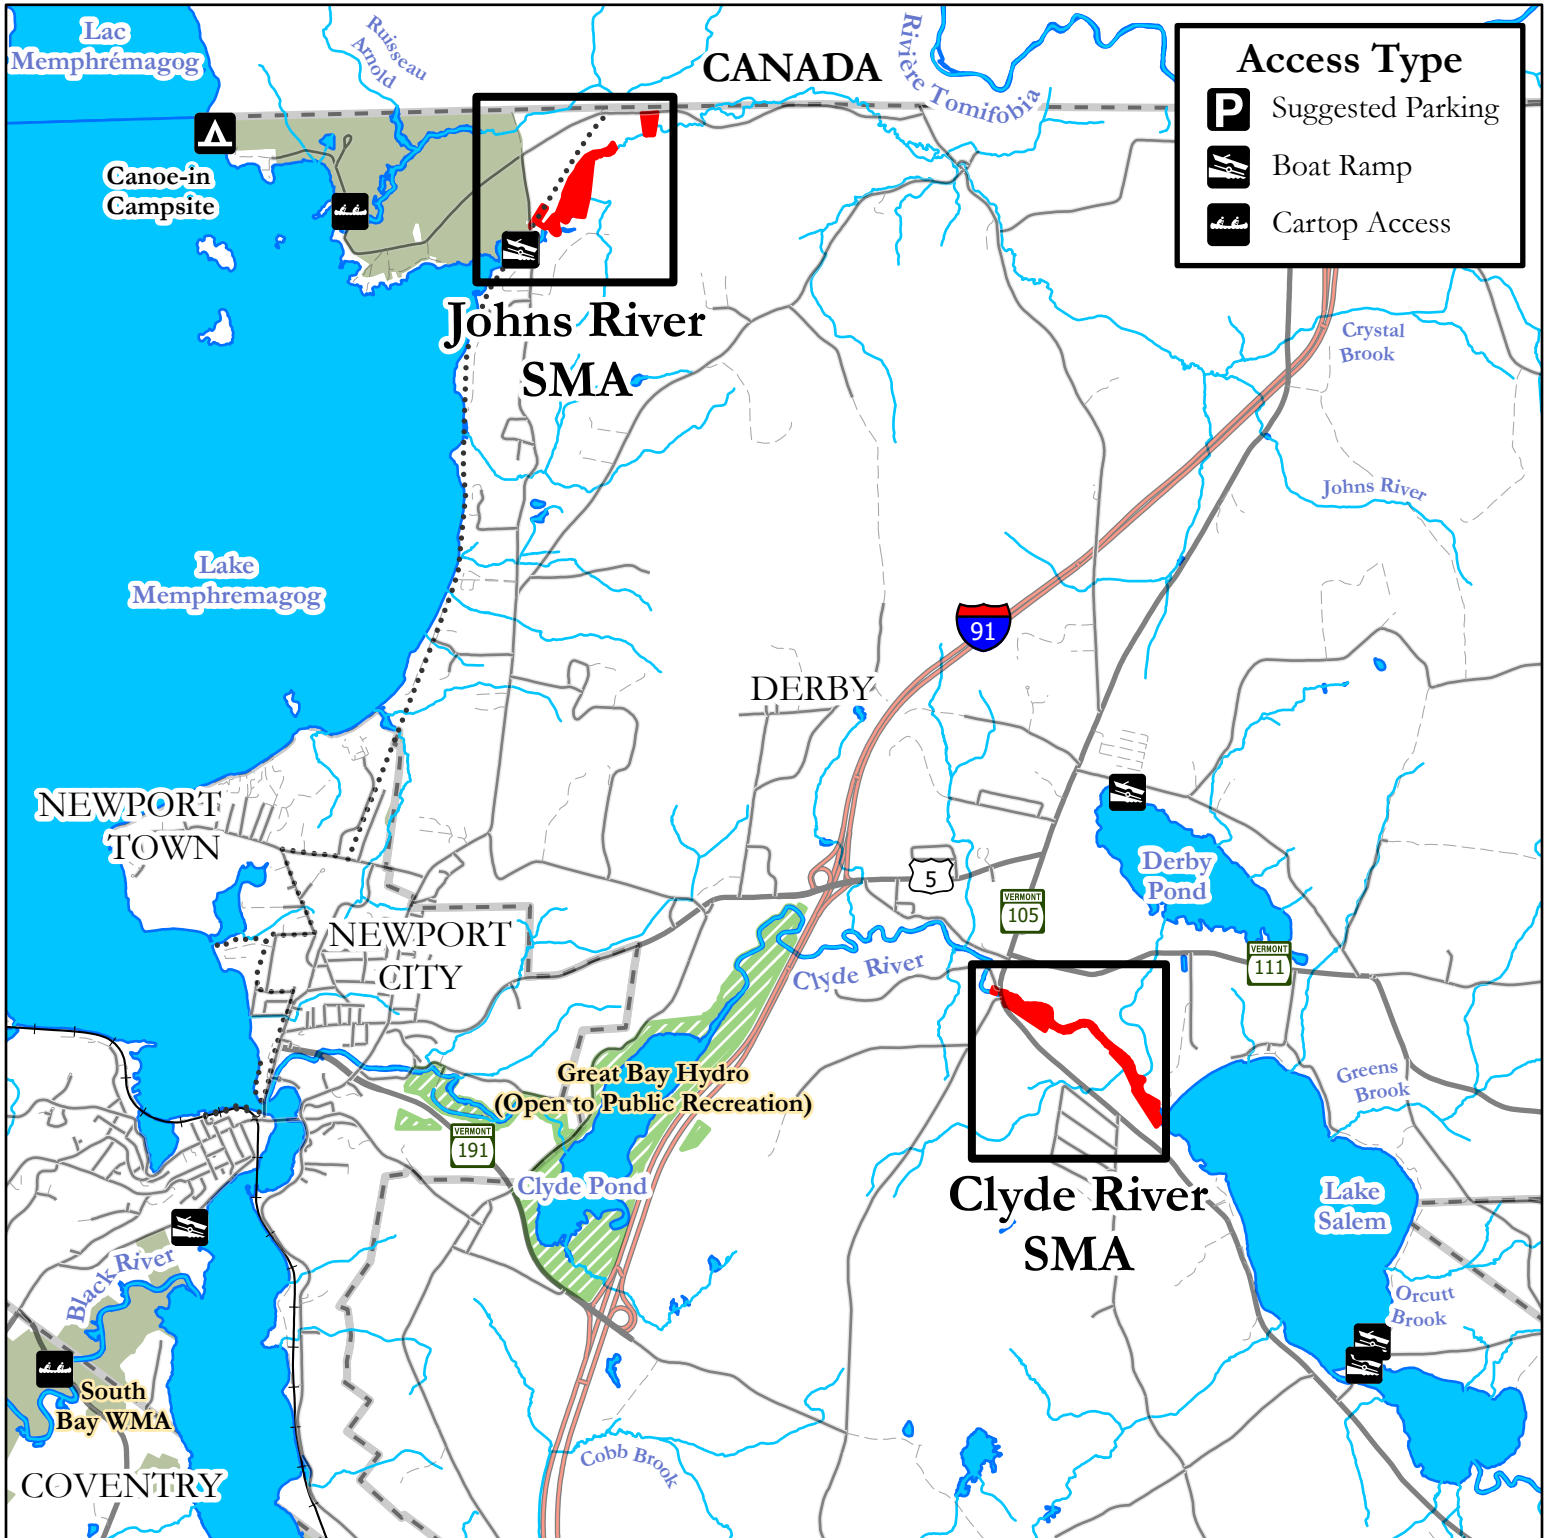 Lac
Memphrémagog
Ruisseau
Arnold
CANADA
Rivière Tomifobia
Access Type
P Suggested Parking
Boat Ramp
Cartop Access
Canoe-in
Campsite
Johns River
SMA
Crystal
Brook
Johns River
Lake
Memphremagog
91
DERBY
NEWPORT
TOWN
Derby
Pond
5
VERMONT
105
NEWPORT
CITY
Clyde River
VERMONT
111
Great Bay Hydro
(Open to Public Recreation)
Greens
Brook
VERMONT
191
Clyde Pond
Clyde River
SMA
Lake
Salem
Black River
Orcutt
Brook
South
Bay WMA
Cobb Brook
COVENTRY